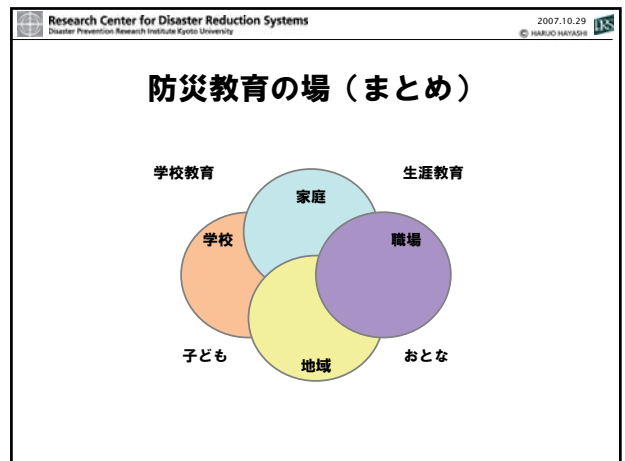 Research Center for Disaster Reduction Systems
Disaster Prevention Research Institute Kyoto University
2007.10.29
© HARUO HAYASHI
DRS
防災教育の場（まとめ）
学校教育
生涯教育
家庭
学校
職場
子ども
おとな
地域